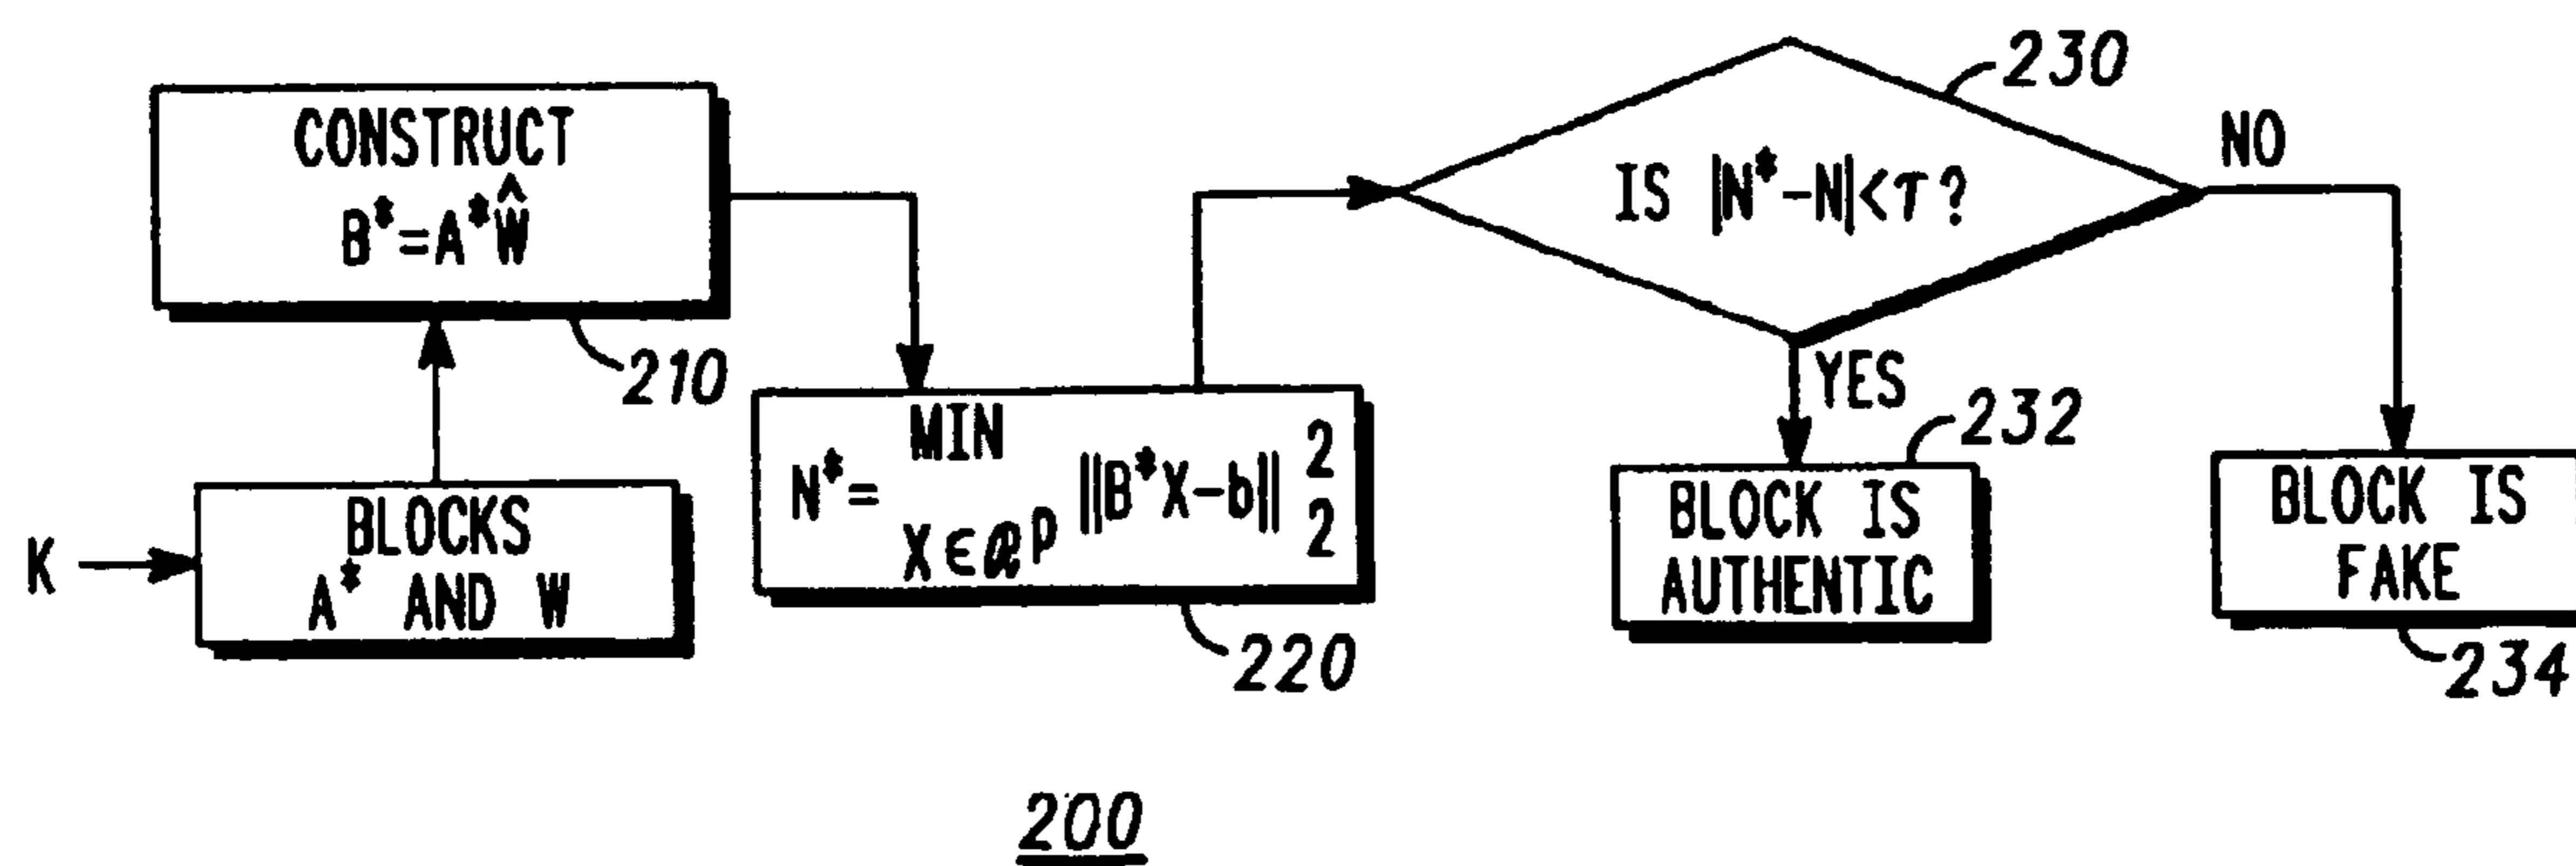 CONSTRUCT
B*=A*Ŵ
210
K
BLOCKS
A* AND W
MIN
N*= ||B*X-b|| 2 2
X ∈ ℛ P
220
IS |N*-N|<τ?
230
NO
YES
232
BLOCK IS
AUTHENTIC
BLOCK IS
FAKE
234
200